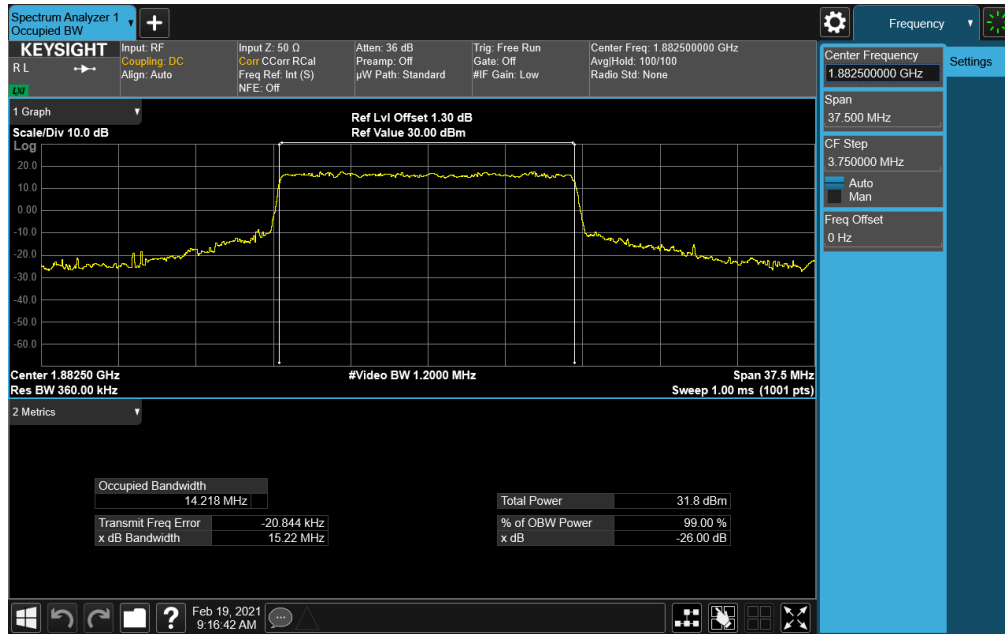 Spectrum Analyzer 1
Occupied BW
Frequency
KEYSIGHT
R L
LXI
Input: RF
Coupling: DC
Align: Auto
Input Z: 50 Ω
Corr CCorr RCal
Freq Ref: Int (S)
NFE: Off
Atten: 36 dB
Preamp: Off
µW Path: Standard
Trig: Free Run
Gate: Off
#IF Gain: Low
Center Freq: 1.882500000 GHz
Avg|Hold: 100/100
Radio Std: None
Center Frequency
1.882500000 GHz
Settings
Span
37.500 MHz
CF Step
3.750000 MHz
Auto
Man
Freq Offset
0 Hz
1 Graph
Scale/Div 10.0 dB
Ref Lvl Offset 1.30 dB
Ref Value 30.00 dBm
Log
20.0
10.0
0.00
-10.0
-20.0
-30.0
-40.0
-50.0
-60.0
Center 1.88250 GHz
#Video BW 1.2000 MHz
Span 37.5 MHz
Res BW 360.00 kHz
Sweep 1.00 ms (1001 pts)
2 Metrics
Occupied Bandwidth
14.218 MHz
Total Power 31.8 dBm
Transmit Freq Error -20.844 kHz
% of OBW Power 99.00 %
x dB Bandwidth 15.22 MHz
x dB -26.00 dB
?
Feb 19, 2021
9:16:42 AM